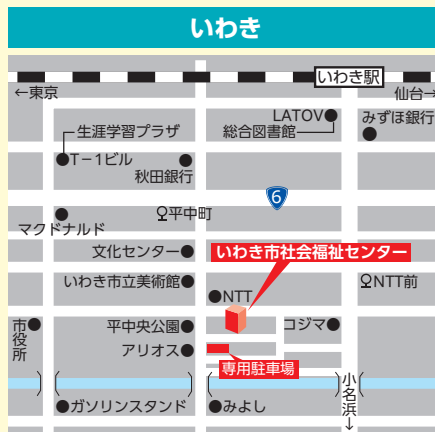 いわき
いわき駅
←東京
仙台→
LATOV
総合図書館
みずほ銀行
生涯学習プラザ
T－1ビル
秋田銀行
6
平中町
マクドナルド
文化センター
いわき市社会福祉センター
いわき市立美術館
NTT
NTT前
市役所
平中央公園
コジマ
アリオス
専用駐車場
小名浜→
ガソリンスタンド
みよし